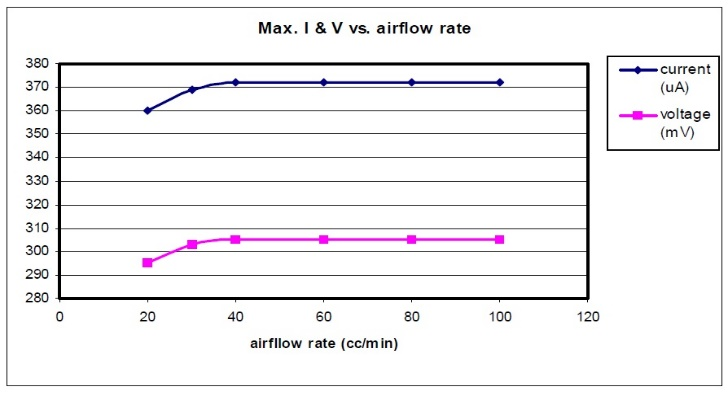 Max. I & V vs. airflow rate
380
370
360
350
340
330
320
310
300
290
280
0 20 40 60 80 100 120
airfllow rate (cc/min)
current
(uA)
voltage
(mV)